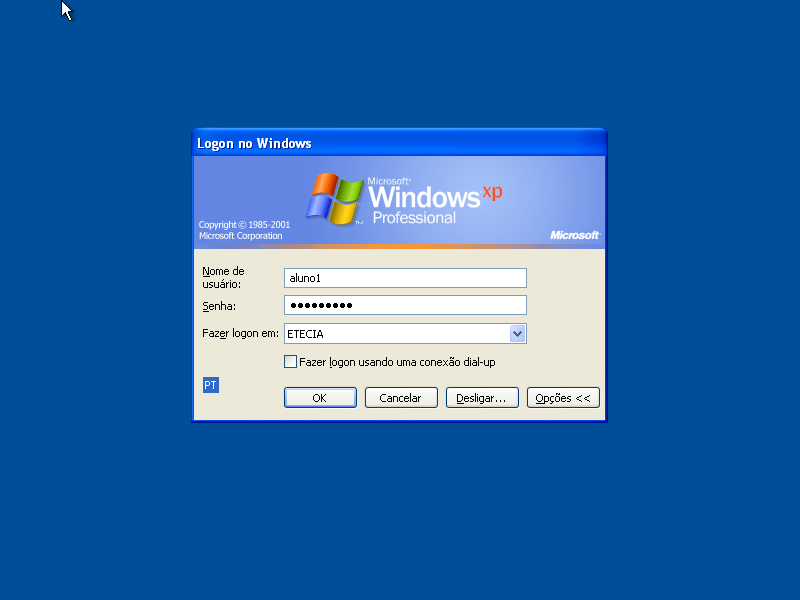 Logon no Windows
Microsoft®
Windows xp
Professional
Copyright © 1985-2001
Microsoft Corporation
Microsoft
Nome de
usuário:
aluno1
Senha:
●●●●●●●●●
Fazer logon em:
ETECIA
Fazer logon usando uma conexão dial-up
PT
OK
Cancelar
Desligar...
Opções <<